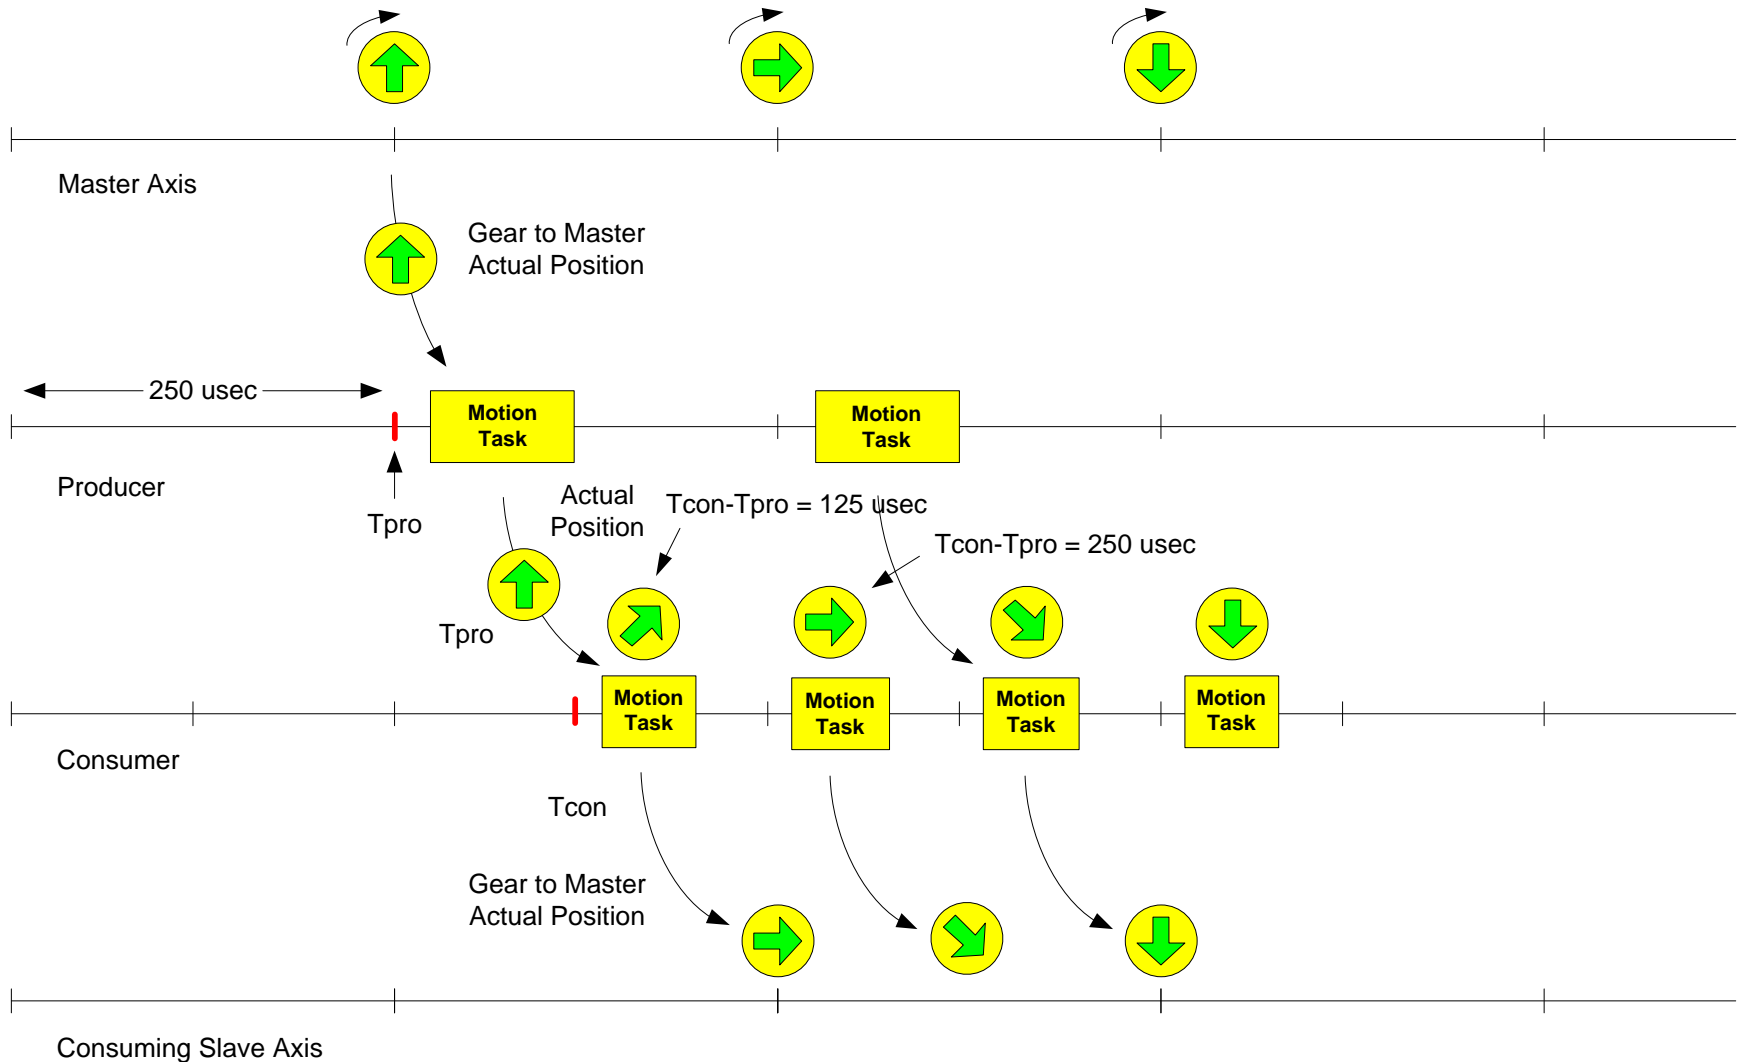 Master Axis
Gear to Master
Actual Position
250 usec
Motion
Task
Motion
Task
Producer
Tpro
Actual
Position
Tcon-Tpro = 125 usec
Tcon-Tpro = 250 usec
Tpro
Motion
Task
Motion
Task
Motion
Task
Motion
Task
Consumer
Tcon
Gear to Master
Actual Position
Consuming Slave Axis